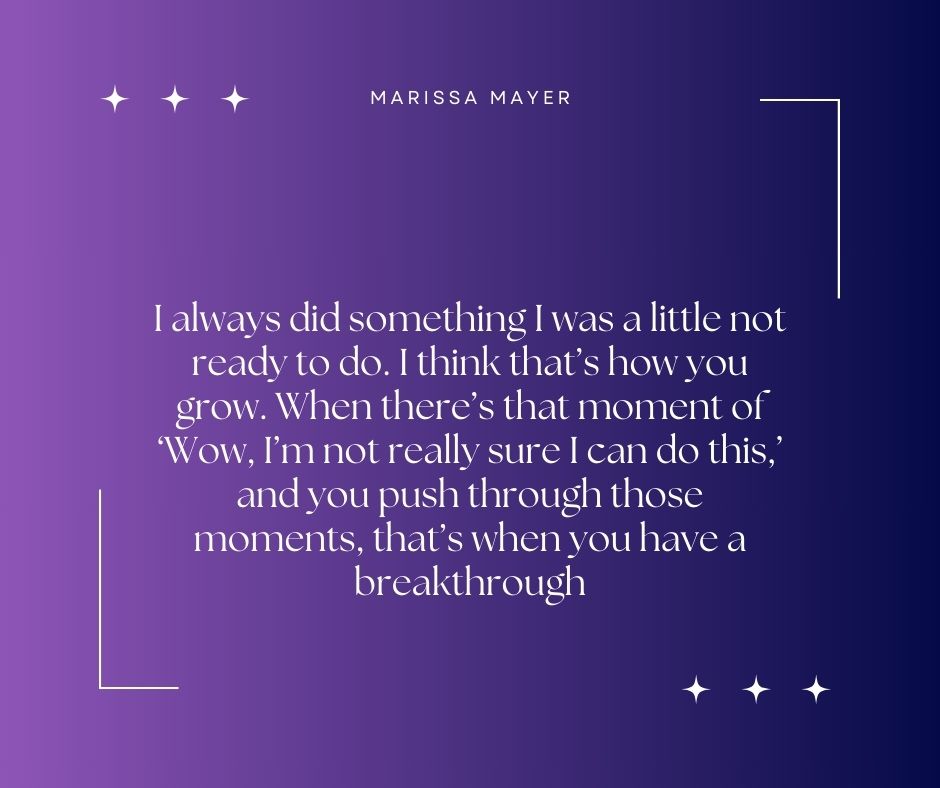 MARISSA MAYER
I always did something I was a little not
ready to do. I think that’s how you
grow. When there’s that moment of
‘Wow, I’m not really sure I can do this,’
and you push through those
moments, that’s when you have a
breakthrough